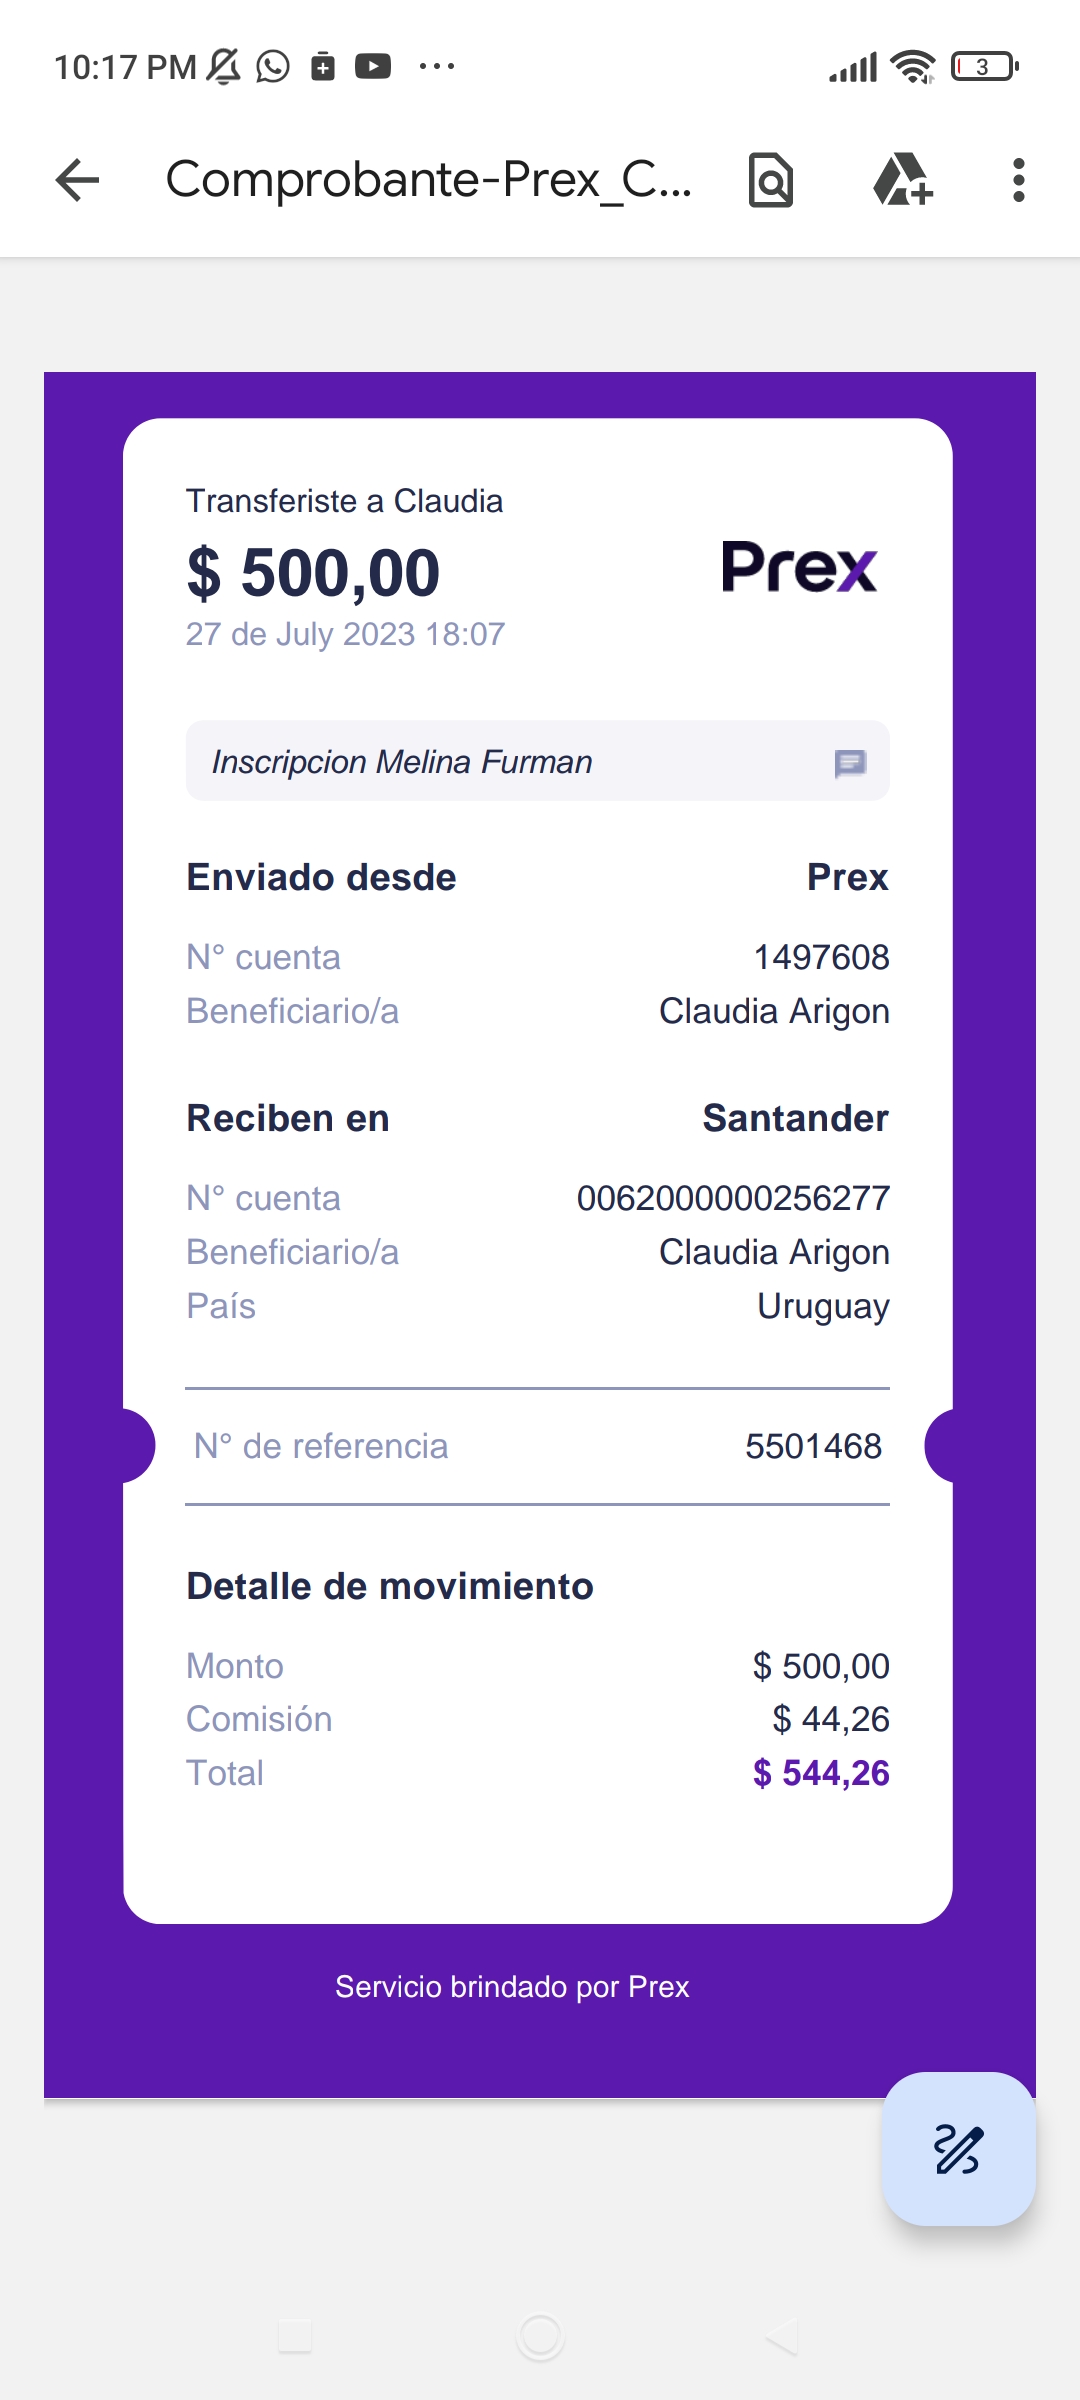 10:17 PM
3
Comprobante-Prex_C...
Transferiste a Claudia
$ 500,00
Prex
27 de July 2023 18:07
Inscripcion Melina Furman
Enviado desde Prex
N° cuenta 1497608
Beneficiario/a Claudia Arigon
Reciben en Santander
N° cuenta 0062000000256277
Beneficiario/a Claudia Arigon
País Uruguay
N° de referencia 5501468
Detalle de movimiento
Monto $ 500,00
Comisión $ 44,26
Total $ 544,26
Servicio brindado por Prex